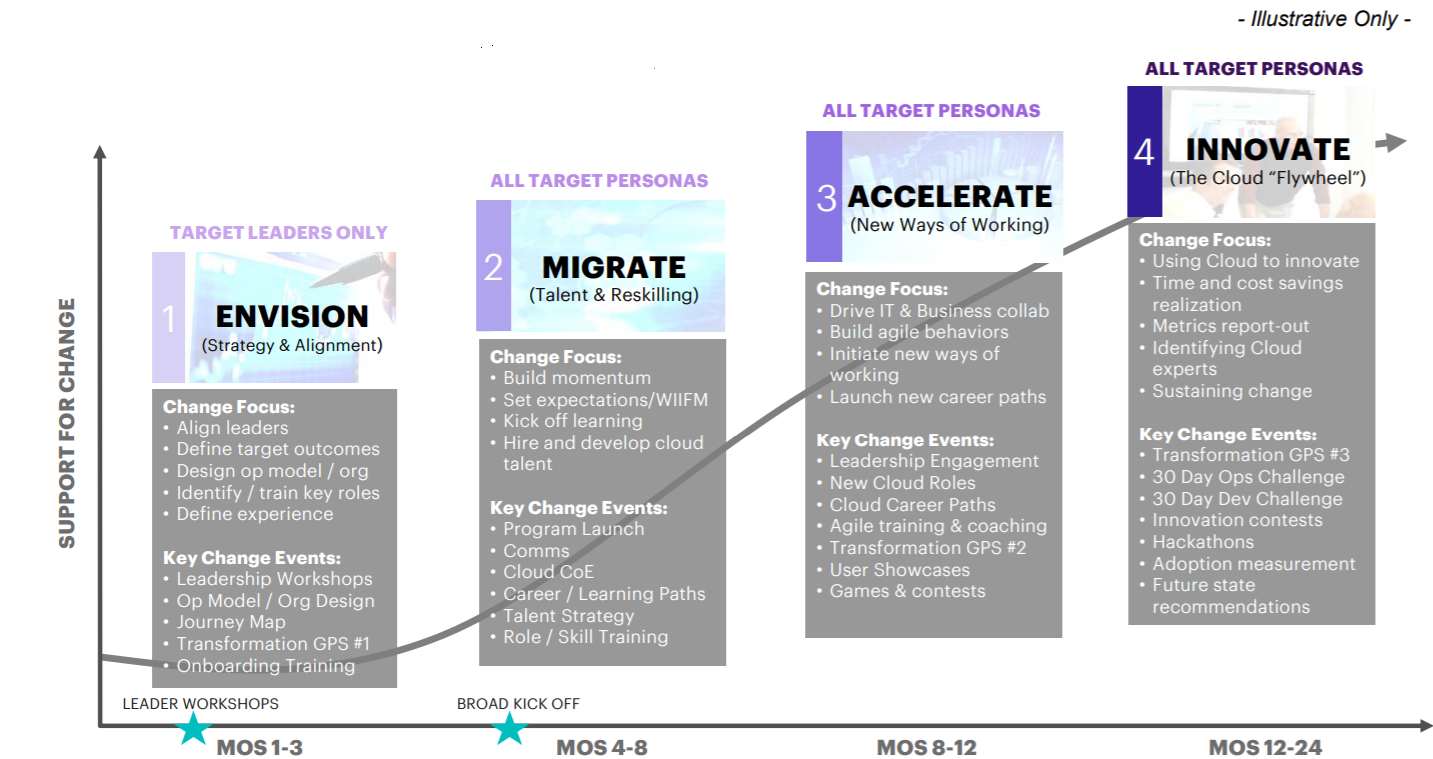 - Illustrative Only -
SUPPORT FOR CHANGE
TARGET LEADERS ONLY
1
ENVISION
(Strategy & Alignment)
Change Focus:
• Align leaders
• Define target outcomes
• Design op model / org
• Identify / train key roles
• Define experience
Key Change Events:
• Leadership Workshops
• Op Model / Org Design
• Journey Map
• Transformation GPS #1
• Onboarding Training
ALL TARGET PERSONAS
2
MIGRATE
(Talent & Reskilling)
Change Focus:
• Build momentum
• Set expectations/WIIFM
• Kick off learning
• Hire and develop cloud
talent
Key Change Events:
• Program Launch
• Comms
• Cloud CoE
• Career / Learning Paths
• Talent Strategy
• Role / Skill Training
ALL TARGET PERSONAS
3
ACCELERATE
(New Ways of Working)
Change Focus:
• Drive IT & Business collab
• Build agile behaviors
• Initiate new ways of
working
• Launch new career paths
Key Change Events:
• Leadership Engagement
• New Cloud Roles
• Cloud Career Paths
• Agile training & coaching
• Transformation GPS #2
• User Showcases
• Games & contests
ALL TARGET PERSONAS
4
INNOVATE
(The Cloud “Flywheel”)
Change Focus:
• Using Cloud to innovate
• Time and cost savings
realization
• Metrics report-out
• Identifying Cloud
experts
• Sustaining change
Key Change Events:
• Transformation GPS #3
• 30 Day Ops Challenge
• 30 Day Dev Challenge
• Innovation contests
• Hackathons
• Adoption measurement
• Future state
recommendations
LEADER WORKSHOPS
BROAD KICK OFF
MOS 1-3
MOS 4-8
MOS 8-12
MOS 12-24